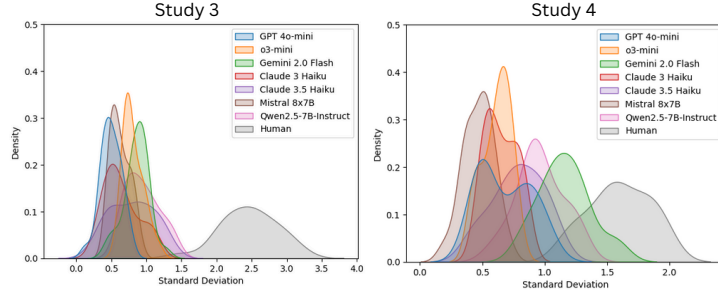 Study 3
Study 4
0.5
0.4
0.3
0.2
0.1
0.0
Density
0.0 0.5 1.0 1.5 2.0 2.5 3.0 3.5 4.0
Standard Deviation
GPT 4o-mini
o3-mini
Gemini 2.0 Flash
Claude 3 Haiku
Claude 3.5 Haiku
Mistral 8x7B
Qwen2.5-7B-Instruct
Human
0.5
0.4
0.3
0.2
0.1
0.0
Density
0.0 0.5 1.0 1.5 2.0
Standard Deviation
GPT 4o-mini
o3-mini
Gemini 2.0 Flash
Claude 3 Haiku
Claude 3.5 Haiku
Mistral 8x7B
Qwen2.5-7B-Instruct
Human